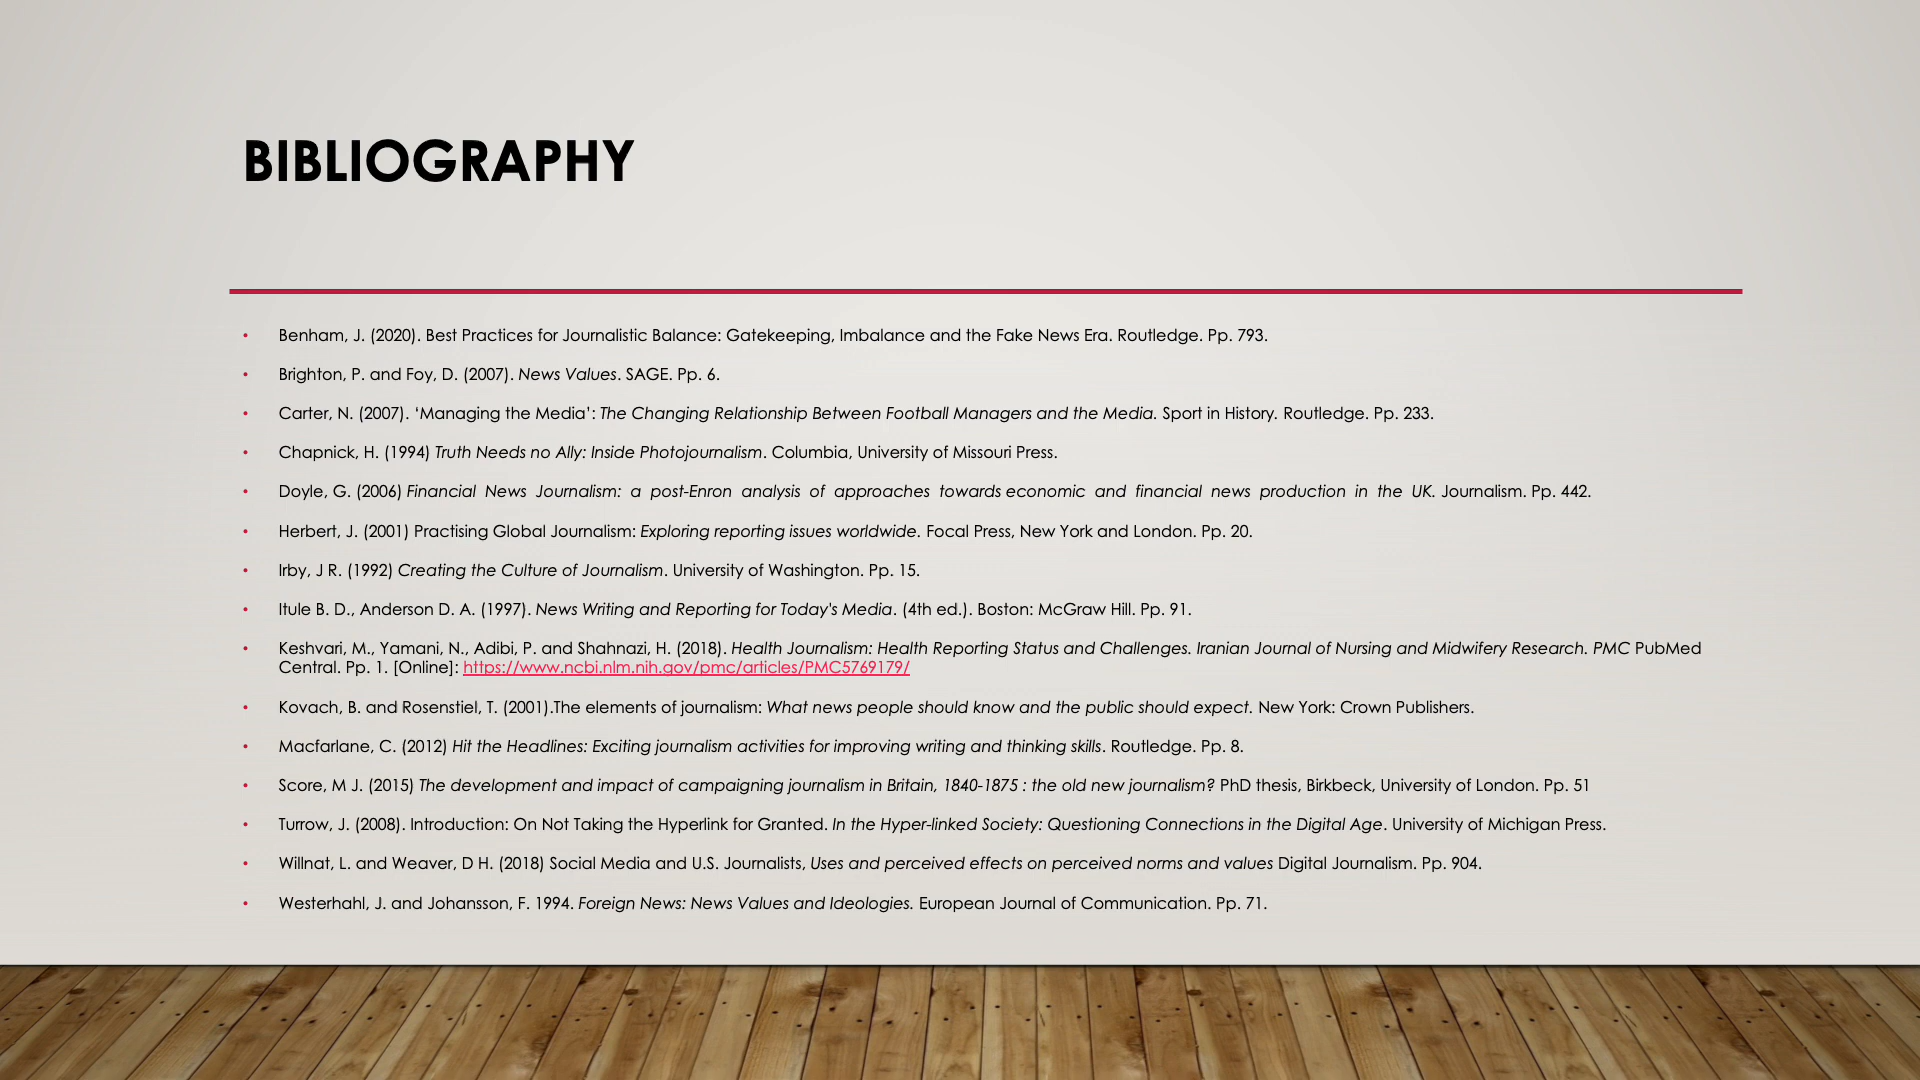 BIBLIOGRAPHY
• Benham, J. (2020). Best Practices for Journalistic Balance: Gatekeeping, Imbalance and the Fake News Era. Routledge. Pp. 793.
• Brighton, P. and Foy, D. (2007). News Values. SAGE. Pp. 6.
• Carter, N. (2007). ‘Managing the Media’: The Changing Relationship Between Football Managers and the Media. Sport in History. Routledge. Pp. 233.
• Chapnick, H. (1994) Truth Needs no Ally: Inside Photojournalism. Columbia, University of Missouri Press.
• Doyle, G. (2006) Financial News Journalism: a post-Enron analysis of approaches towards economic and financial news production in the UK. Journalism. Pp. 442.
• Herbert, J. (2001) Practising Global Journalism: Exploring reporting issues worldwide. Focal Press, New York and London. Pp. 20.
• Irby, J R. (1992) Creating the Culture of Journalism. University of Washington. Pp. 15.
• Itule B. D., Anderson D. A. (1997). News Writing and Reporting for Today's Media. (4th ed.). Boston: McGraw Hill. Pp. 91.
• Keshvari, M., Yamani, N., Adibi, P. and Shahnazi, H. (2018). Health Journalism: Health Reporting Status and Challenges. Iranian Journal of Nursing and Midwifery Research. PMC PubMed
Central. Pp. 1. [Online]: https://www.ncbi.nlm.nih.gov/pmc/articles/PMC5769179/
• Kovach, B. and Rosenstiel, T. (2001).The elements of journalism: What news people should know and the public should expect. New York: Crown Publishers.
• Macfarlane, C. (2012) Hit the Headlines: Exciting journalism activities for improving writing and thinking skills. Routledge. Pp. 8.
• Score, M J. (2015) The development and impact of campaigning journalism in Britain, 1840-1875 : the old new journalism? PhD thesis, Birkbeck, University of London. Pp. 51
• Turrow, J. (2008). Introduction: On Not Taking the Hyperlink for Granted. In the Hyper-linked Society: Questioning Connections in the Digital Age. University of Michigan Press.
• Willnat, L. and Weaver, D H. (2018) Social Media and U.S. Journalists, Uses and perceived effects on perceived norms and values Digital Journalism. Pp. 904.
• Westerhahl, J. and Johansson, F. 1994. Foreign News: News Values and Ideologies. European Journal of Communication. Pp. 71.